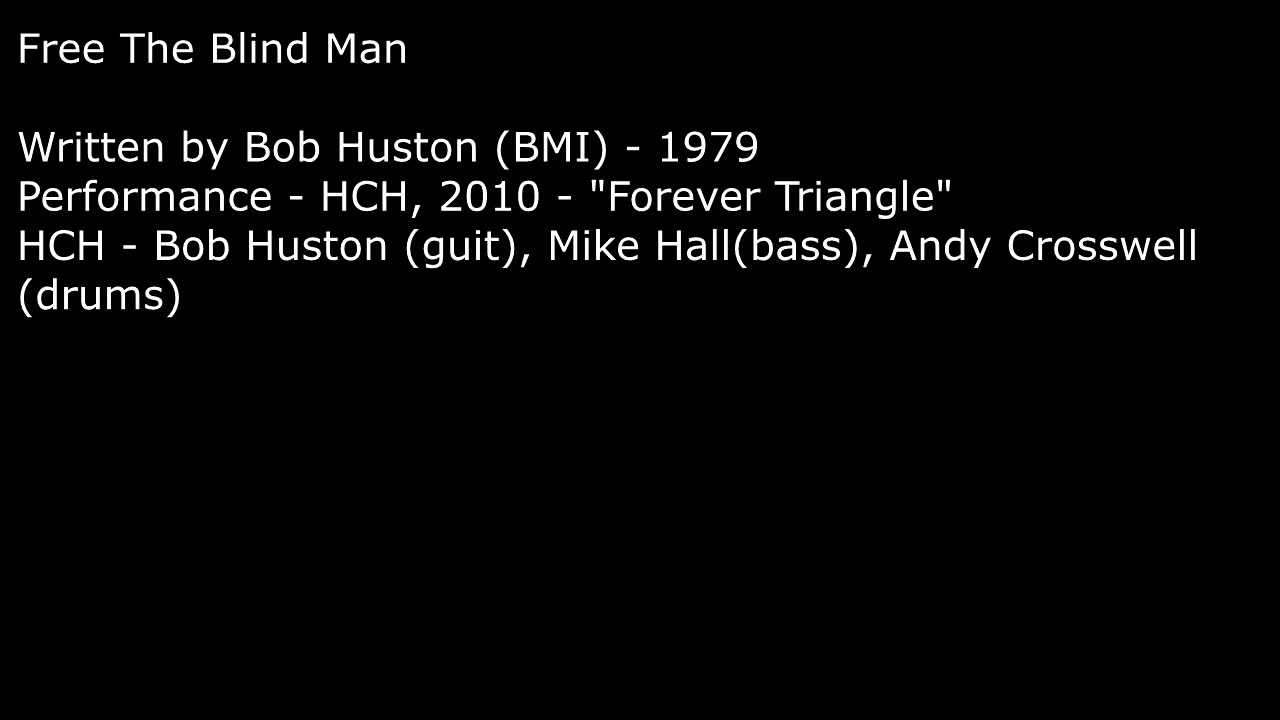 Free The Blind Man
Written by Bob Huston (BMI) - 1979
Performance - HCH, 2010 - "Forever Triangle"
HCH - Bob Huston (guit), Mike Hall(bass), Andy Crosswell
(drums)